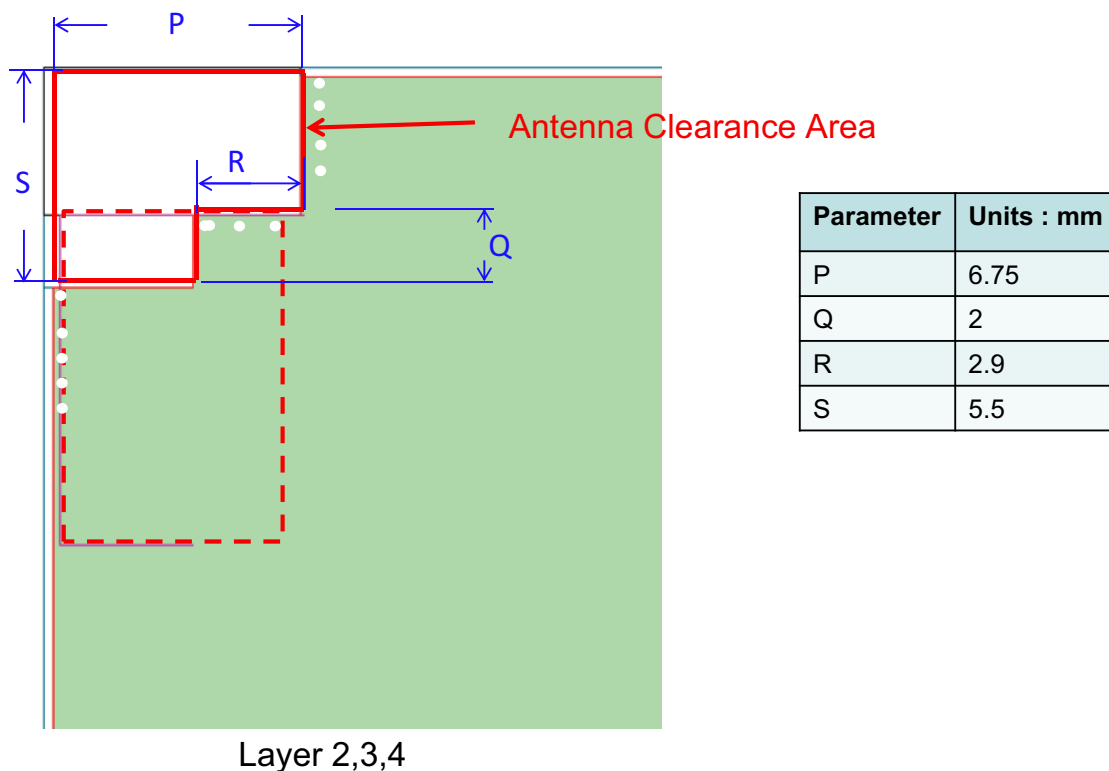 P
Antenna Clearance Area
R
S
Q
Parameter Units : mm
P 6.75
Q 2
R 2.9
S 5.5
Layer 2,3,4